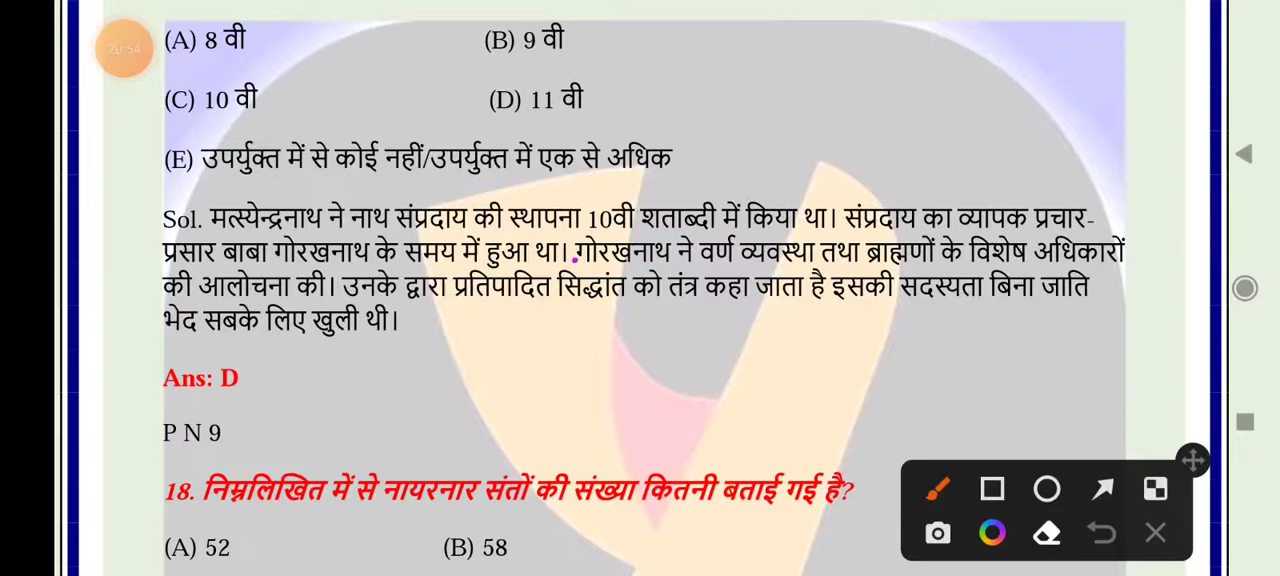 20:54
(A) 8 वी (B) 9 वी
(C) 10 वी (D) 11 वी
(E) उपर्युक्त में से कोई नहीं/उपर्युक्त में एक से अधिक
Sol. मत्स्येन्द्रनाथ ने नाथ संप्रदाय की स्थापना 10वी शताब्दी में किया था। संप्रदाय का व्यापक प्रचार-
प्रसार बाबा गोरखनाथ के समय में हुआ था। गोरखनाथ ने वर्ण व्यवस्था तथा ब्राह्मणों के विशेष अधिकारों
की आलोचना की। उनके द्वारा प्रतिपादित सिद्धांत को तंत्र कहा जाता है इसकी सदस्यता बिना जाति
भेद सबके लिए खुली थी।
Ans: D
P N 9
18. निम्नलिखित में से नायरनार संतों की संख्या कितनी बताई गई है?
(A) 52 (B) 58